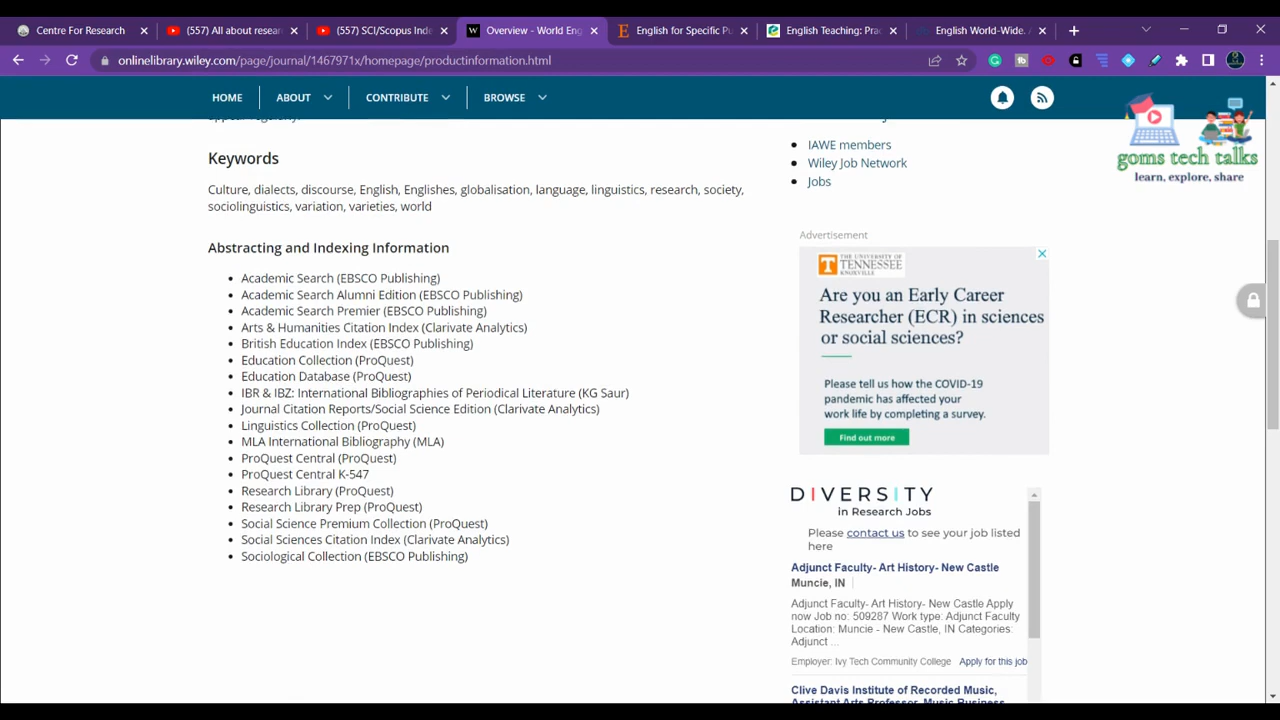 Centre For Research
(557) All about resear
(557) SCI/Scopus Inde
Overview - World Eng
English for Specific Pu
English Teaching: Prac
English World-Wide. A
onlinelibrary.wiley.com/page/journal/1467971x/homepage/productinformation.html
HOME
ABOUT
CONTRIBUTE
BROWSE
goms tech talks
learn, explore, share
Keywords
Culture, dialects, discourse, English, Englishes, globalisation, language, linguistics, research, society,
sociolinguistics, variation, varieties, world
Abstracting and Indexing Information
Academic Search (EBSCO Publishing)
Academic Search Alumni Edition (EBSCO Publishing)
Academic Search Premier (EBSCO Publishing)
Arts & Humanities Citation Index (Clarivate Analytics)
British Education Index (EBSCO Publishing)
Education Collection (ProQuest)
Education Database (ProQuest)
IBR & IBZ: International Bibliographies of Periodical Literature (KG Saur)
Journal Citation Reports/Social Science Edition (Clarivate Analytics)
Linguistics Collection (ProQuest)
MLA International Bibliography (MLA)
ProQuest Central (ProQuest)
ProQuest Central K-547
Research Library (ProQuest)
Research Library Prep (ProQuest)
Social Science Premium Collection (ProQuest)
Social Sciences Citation Index (Clarivate Analytics)
Sociological Collection (EBSCO Publishing)
IAWE members
Wiley Job Network
Jobs
Advertisement
THE UNIVERSITY OF
TENNESSEE
KNOXVILLE
Are you an Early Career
Researcher (ECR) in sciences
or social sciences?
Please tell us how the COVID-19
pandemic has affected your
work life by completing a survey.
Find out more
DIVERSITY
in Research Jobs
Please contact us to see your job listed
here
Adjunct Faculty- Art History- New Castle
Muncie, IN
Adjunct Faculty- Art History- New Castle Apply
now Job no: 509287 Work type: Adjunct Faculty
Location: Muncie - New Castle, IN Categories:
Adjunct ...
Employer: Ivy Tech Community College Apply for this job
Clive Davis Institute of Recorded Music,
Assistant Arts Professor, Music Business